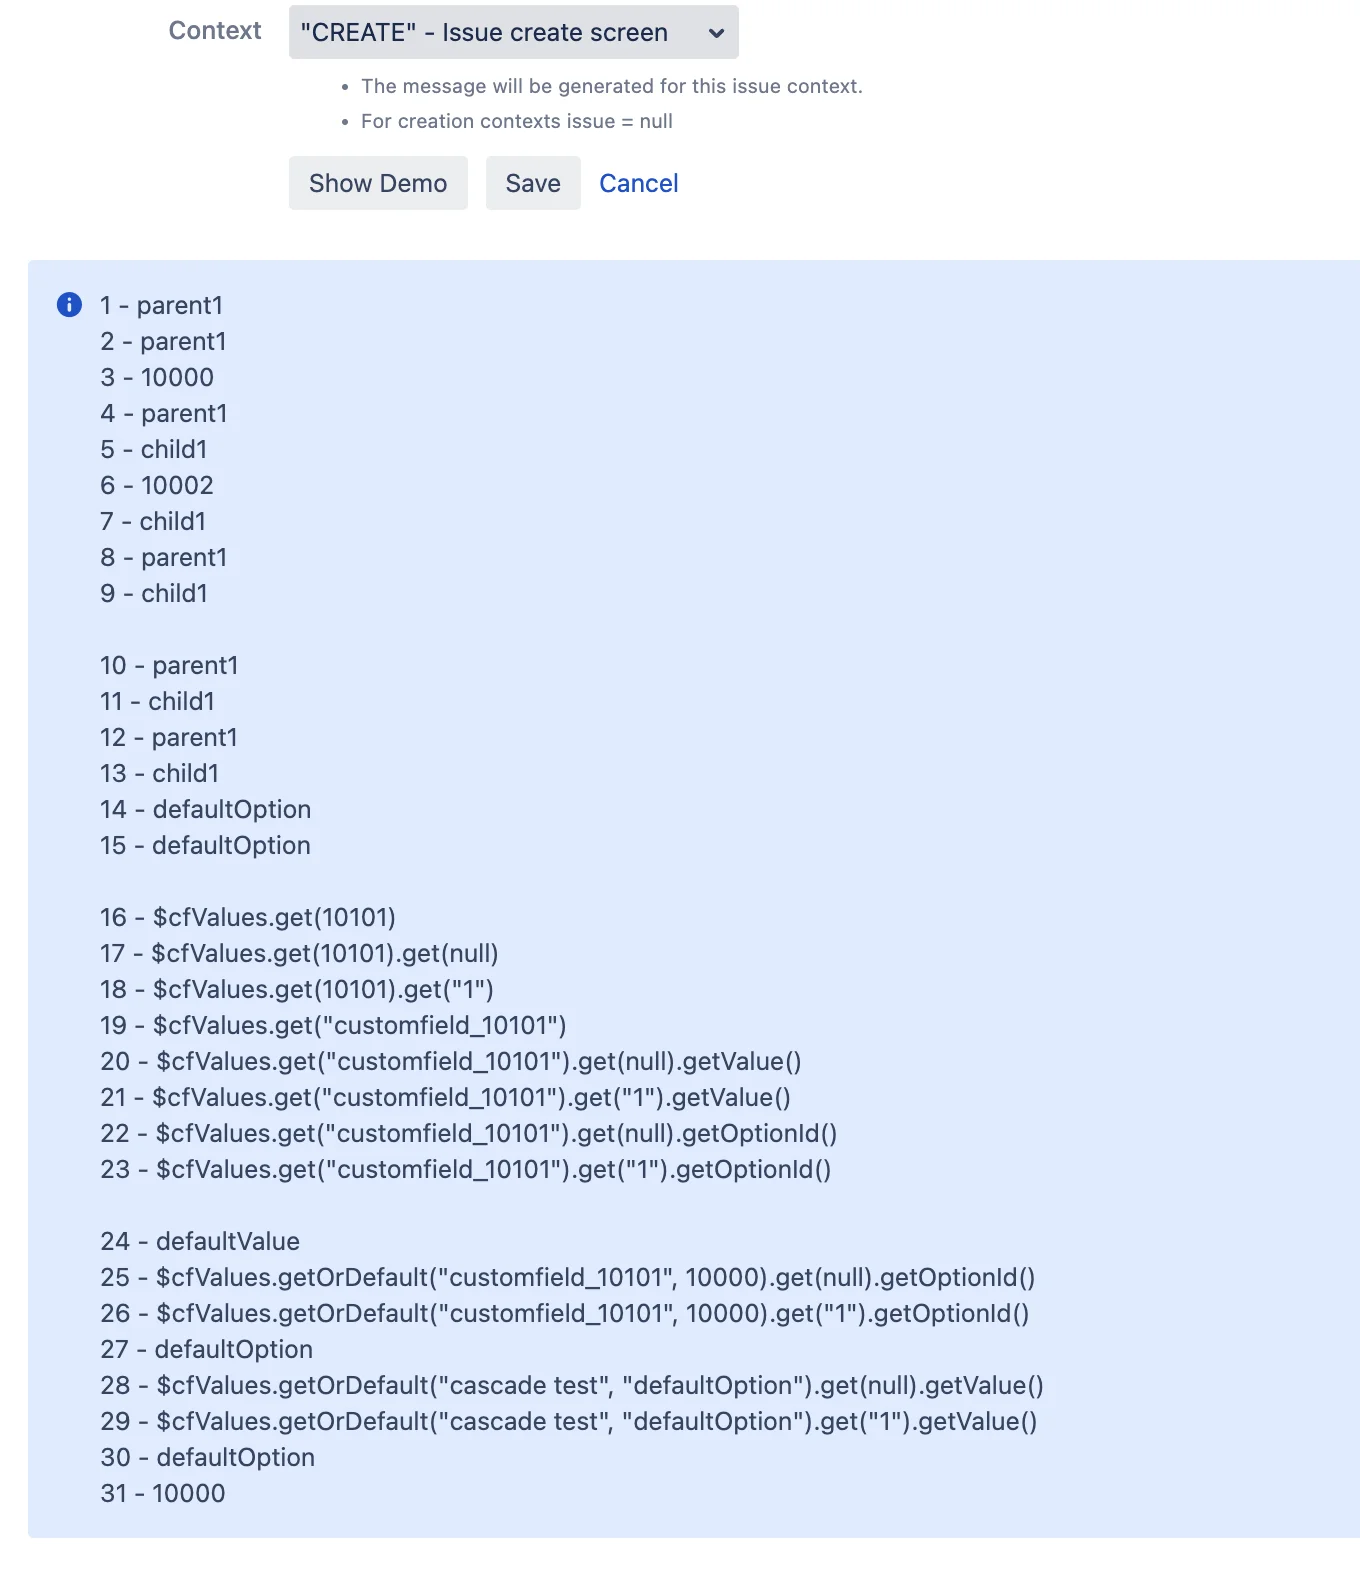 Context
"CREATE" - Issue create screen
• The message will be generated for this issue context.
• For creation contexts issue = null
Show Demo Save Cancel
1 - parent1
2 - parent1
3 - 10000
4 - parent1
5 - child1
6 - 10002
7 - child1
8 - parent1
9 - child1
10 - parent1
11 - child1
12 - parent1
13 - child1
14 - defaultOption
15 - defaultOption
16 - $cfValues.get(10101)
17 - $cfValues.get(10101).get(null)
18 - $cfValues.get(10101).get("1")
19 - $cfValues.get("customfield_10101")
20 - $cfValues.get("customfield_10101").get(null).getValue()
21 - $cfValues.get("customfield_10101").get("1").getValue()
22 - $cfValues.get("customfield_10101").get(null).getOptionId()
23 - $cfValues.get("customfield_10101").get("1").getOptionId()
24 - defaultValue
25 - $cfValues.getOrDefault("customfield_10101", 10000).get(null).getOptionId()
26 - $cfValues.getOrDefault("customfield_10101", 10000).get("1").getOptionId()
27 - defaultOption
28 - $cfValues.getOrDefault("cascade test", "defaultOption").get(null).getValue()
29 - $cfValues.getOrDefault("cascade test", "defaultOption").get("1").getValue()
30 - defaultOption
31 - 10000